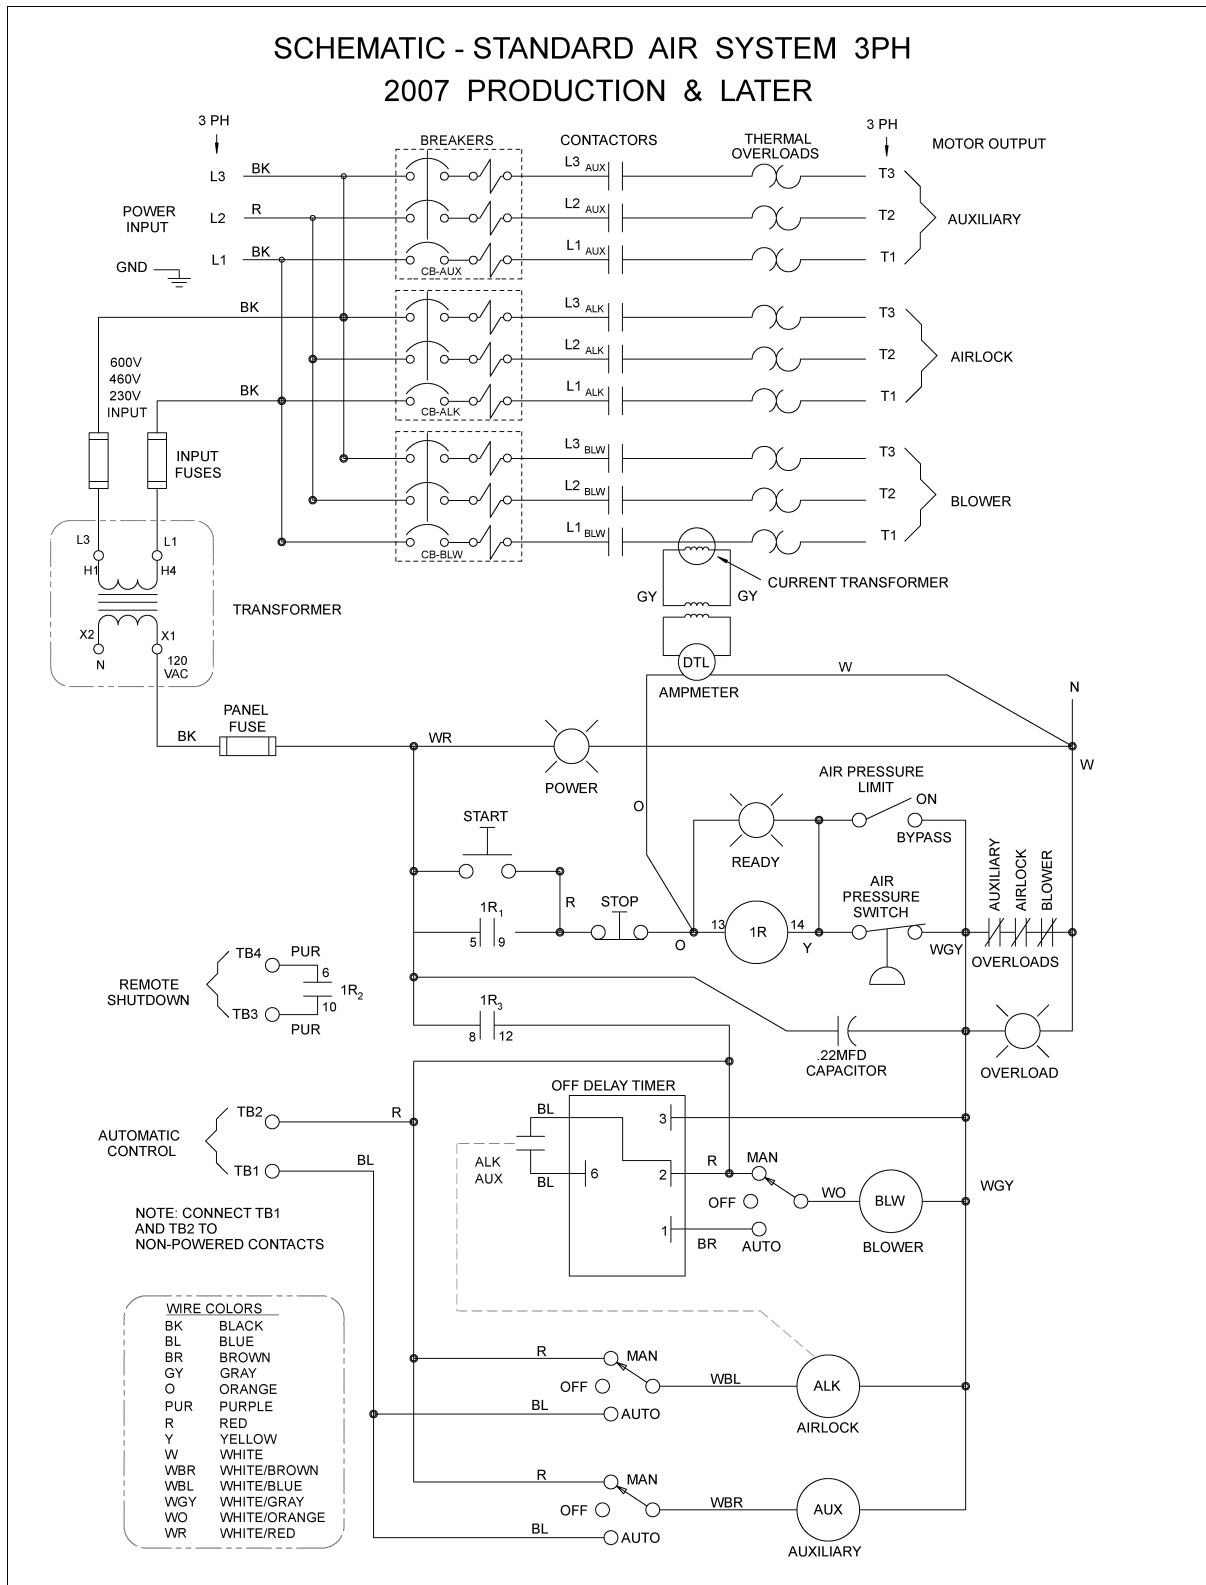 SCHEMATIC - STANDARD AIR SYSTEM 3PH
2007 PRODUCTION & LATER
3 PH
BREAKERS
CONTACTORS
THERMAL
OVERLOADS
3 PH
MOTOR OUTPUT
L3
BK
L3 AUX
T3
POWER
INPUT
L2
R
L2 AUX
T2
AUXILIARY
L1
BK
L1 AUX
T1
GND
CB-AUX
BK
L3 ALK
T3
L2 ALK
T2
AIRLOCK
600V
460V
230V
INPUT
BK
L1 ALK
T1
CB-ALK
INPUT
FUSES
L3 BLW
T3
L2 BLW
T2
BLOWER
L1 BLW
T1
CB-BLW
L3
L1
H1
H4
CURRENT TRANSFORMER
GY
GY
TRANSFORMER
X2
X1
N
120
VAC
DTL
AMPMETER
W
N
PANEL
FUSE
BK
WR
POWER
W
AIR PRESSURE
LIMIT
ON
BYPASS
O
START
READY
AUXILIARY
AIRLOCK
BLOWER
AIR
PRESSURE
SWITCH
R
STOP
1R1
5
9
O
13
1R
14
Y
WGY
OVERLOADS
TB4
PUR
6
REMOTE
SHUTDOWN
1R2
10
TB3
PUR
1R3
8
12
.22MFD
CAPACITOR
OVERLOAD
OFF DELAY TIMER
BL
3
TB2
R
AUTOMATIC
CONTROL
TB1
BL
ALK
AUX
BL
6
2
R
MAN
OFF
WO
BLW
BLOWER
WGY
1
BR
AUTO
NOTE: CONNECT TB1
AND TB2 TO
NON-POWERED CONTACTS
WIRE COLORS
BK BLACK
BL BLUE
BR BROWN
GY GRAY
O ORANGE
PUR PURPLE
R RED
Y YELLOW
W WHITE
WBR WHITE/BROWN
WBL WHITE/BLUE
WGY WHITE/GRAY
WO WHITE/ORANGE
WR WHITE/RED
R
MAN
OFF
WBL
ALK
BL
AUTO
AIRLOCK
R
MAN
OFF
WBR
AUX
BL
AUTO
AUXILIARY